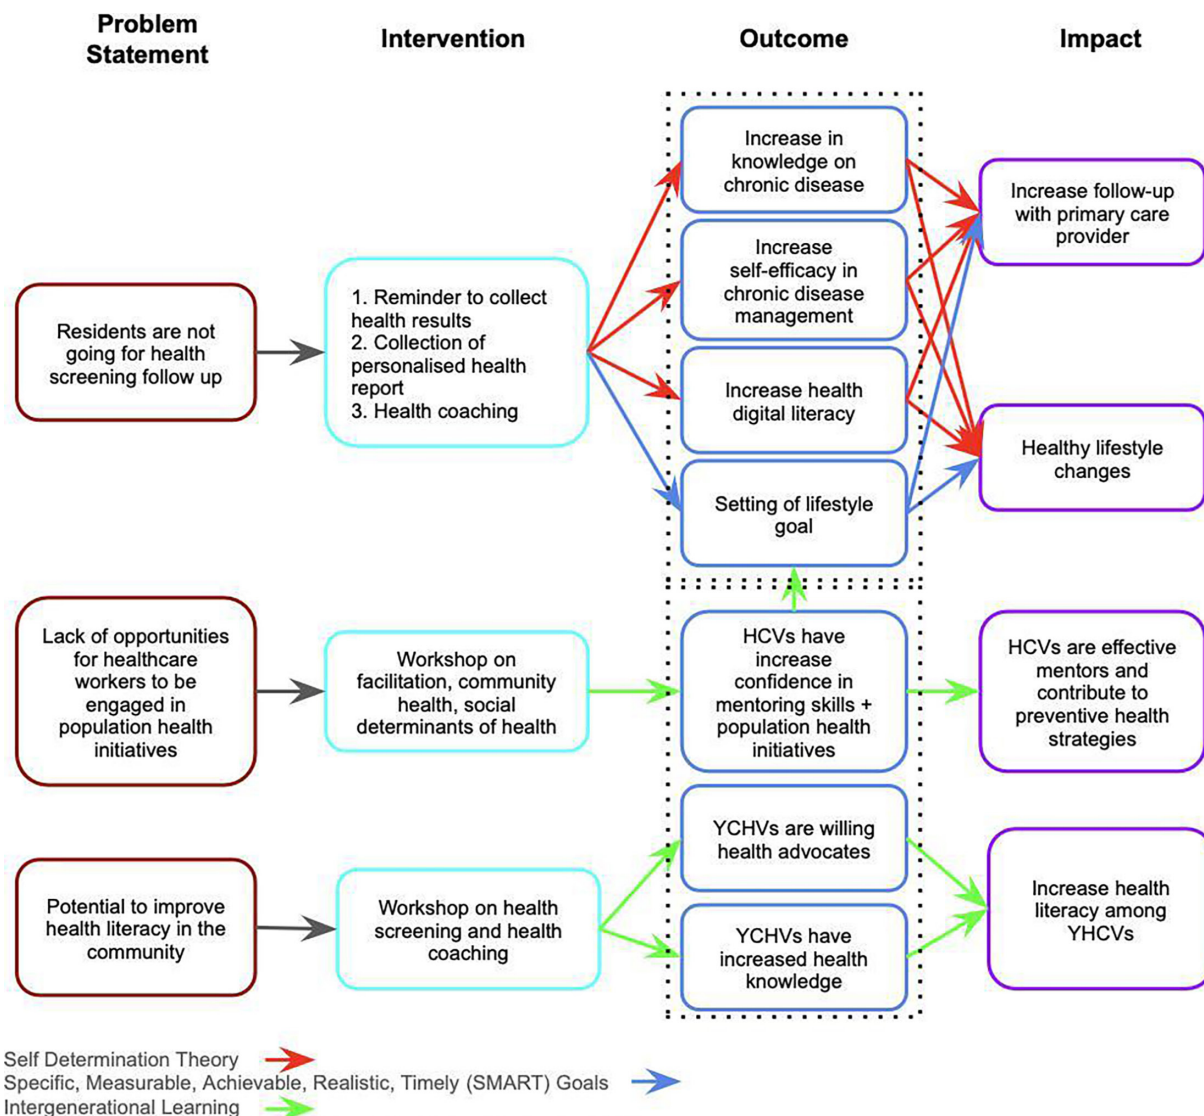 Problem
Statement
Intervention
Outcome
Impact
Residents are not
going for health
screening follow up
1. Reminder to collect
health results
2. Collection of
personalised health
report
3. Health coaching
Increase in
knowledge on
chronic disease
Increase
self-efficacy in
chronic disease
management
Increase health
digital literacy
Setting of lifestyle
goal
Increase follow-up
with primary care
provider
Healthy lifestyle
changes
Lack of opportunities
for healthcare
workers to be
engaged in
population health
initiatives
Workshop on
facilitation, community
health, social
determinants of health
HCVs have
increase
confidence in
mentoring skills +
population health
initiatives
HCVs are effective
mentors and
contribute to
preventive health
strategies
Potential to improve
health literacy in the
community
Workshop on health
screening and health
coaching
YCHVs are willing
health advocates
YCHVs have
increased health
knowledge
Increase health
literacy among
YHCVs
Self Determination Theory
Specific, Measurable, Achievable, Realistic, Timely (SMART) Goals
Intergenerational Learning